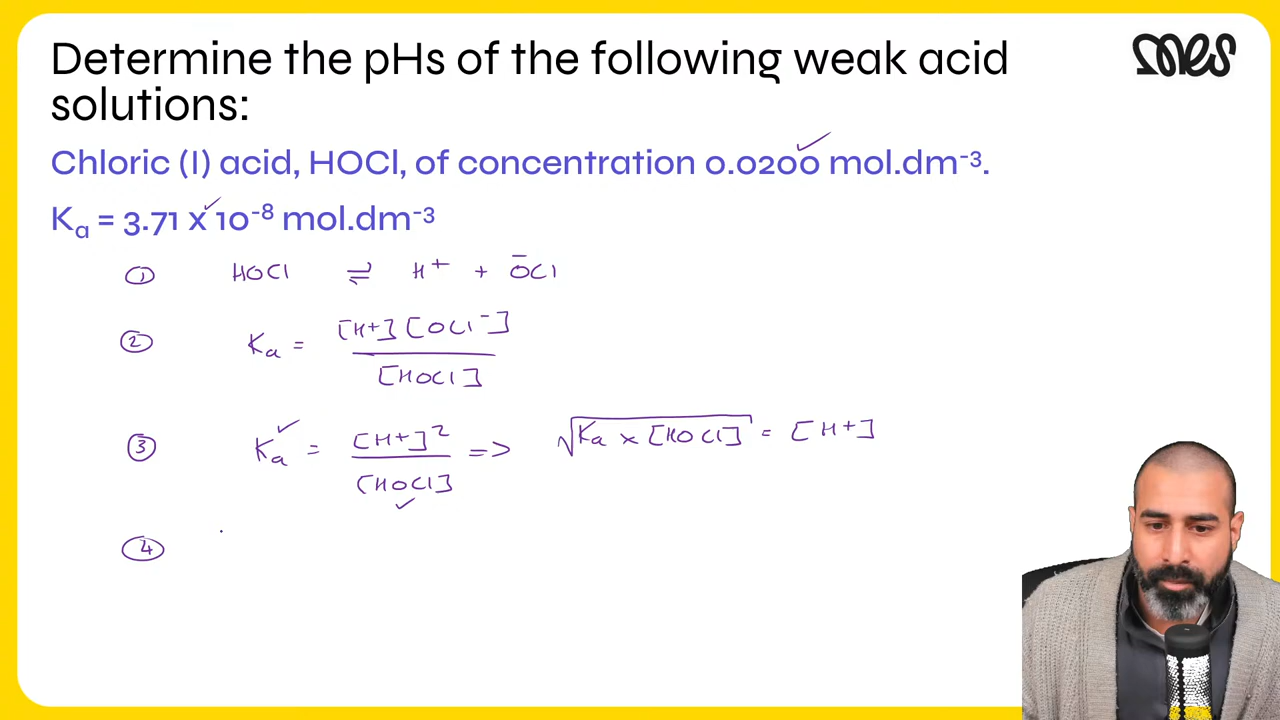 Determine the pHs of the following weak acid
solutions:
Chloric (I) acid, HOCl, of concentration 0.0200 mol.dm⁻³.
Kₐ = 3.71 x 10⁻⁸ mol.dm⁻³
① HOCl ⇌ H⁺ + ⁻OCl
② Kₐ = [H+][OCl⁻] / [HOCl]
③ Kₐ = [H+]² / [HOCl] => √(Kₐ x [HOCl]) = [H+]
④